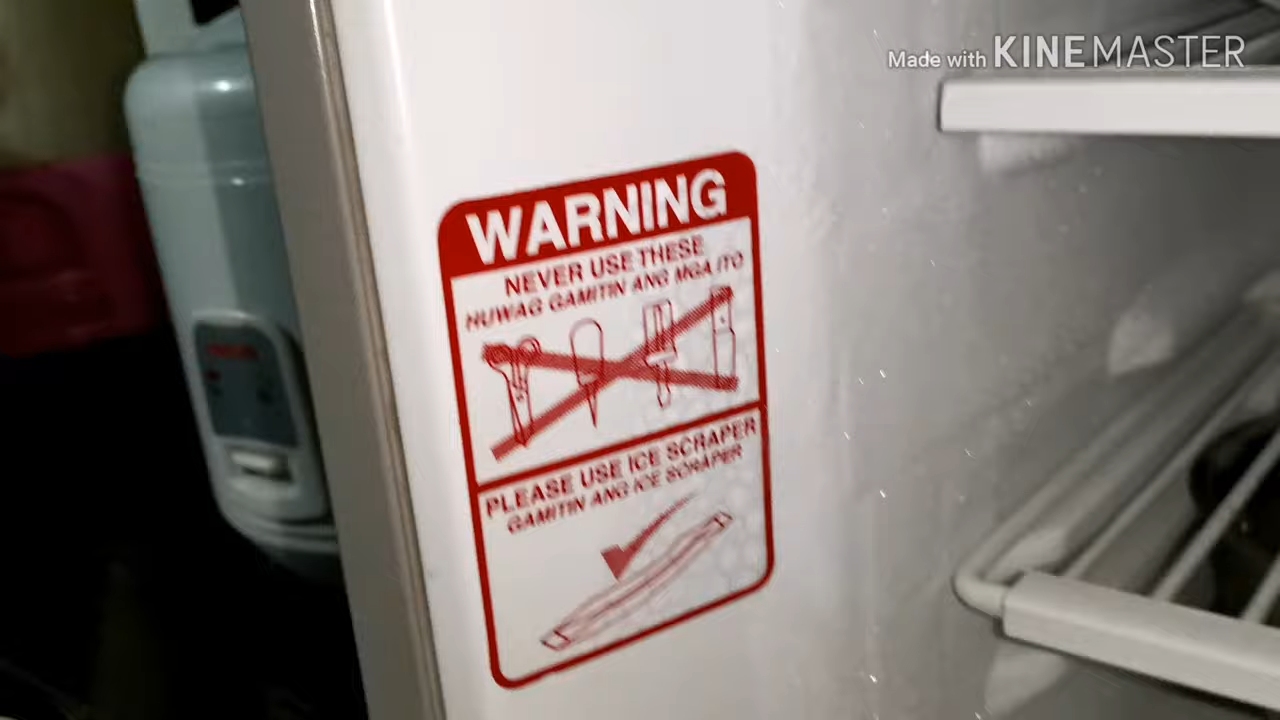 Made with KINEMASTER
WARNING
NEVER USE THESE
HUWAG GAMITIN ANG MGA ITO
PLEASE USE ICE SCRAPER
GAMITIN ANG ICE SCRAPER